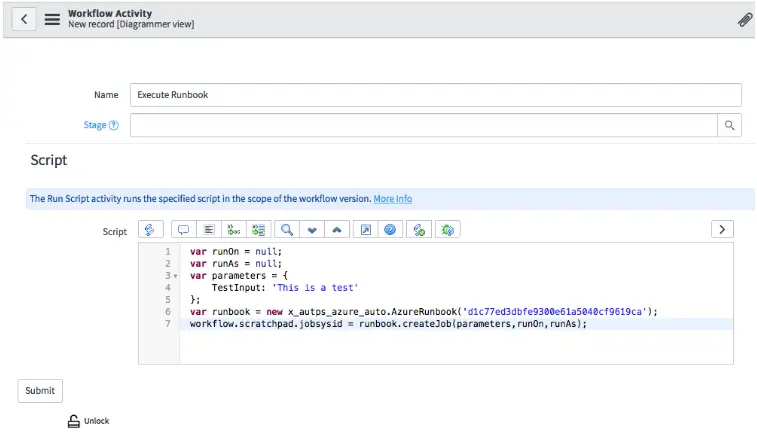 Workflow Activity
New record [Diagrammer view]
Name
Execute Runbook
Stage
Script
The Run Script activity runs the specified script in the scope of the workflow version. More Info
Script
1 var runOn = null;
2 var runAs = null;
3 var parameters = {
4 TestInput: 'This is a test'
5 };
6 var runbook = new x_autps_azure_auto.AzureRunbook('d1c77ed3dbfe9300e61a5040cf9619ca');
7 workflow.scratchpad.jobsysid = runbook.createJob(parameters,runOn,runAs);
Submit
Unlock